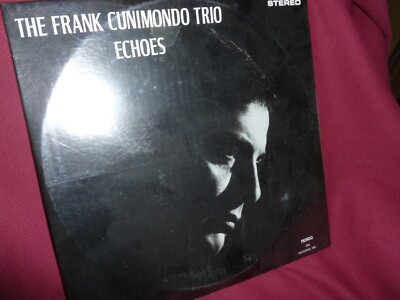 STEREO
THE FRANK CUNIMONDO TRIO
ECHOES